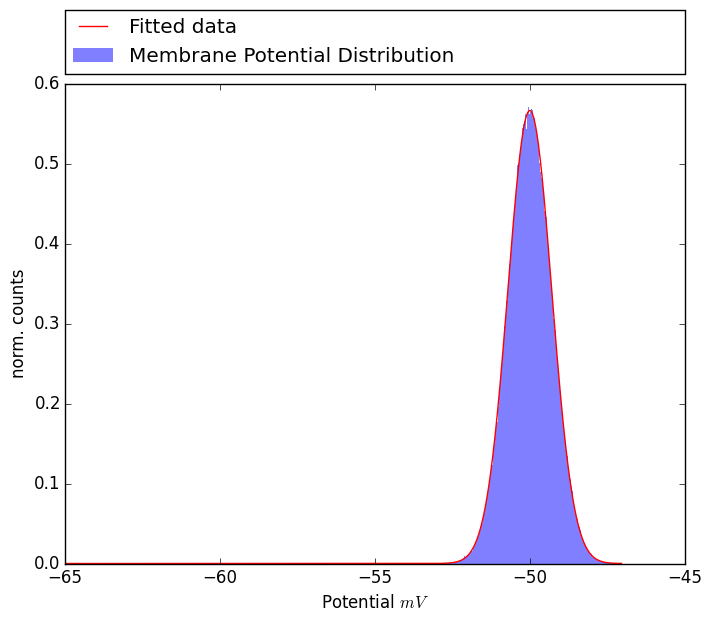 Fitted data
Membrane Potential Distribution
0.6
0.5
0.4
0.3
0.2
0.1
0.0
norm. counts
−65 −60 −55 −50 −45
Potential mV